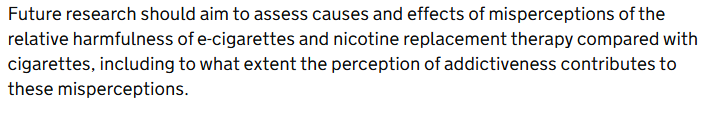 Future research should aim to assess causes and effects of misperceptions of the
relative harmfulness of e-cigarettes and nicotine replacement therapy compared with
cigarettes, including to what extent the perception of addictiveness contributes to
these misperceptions.